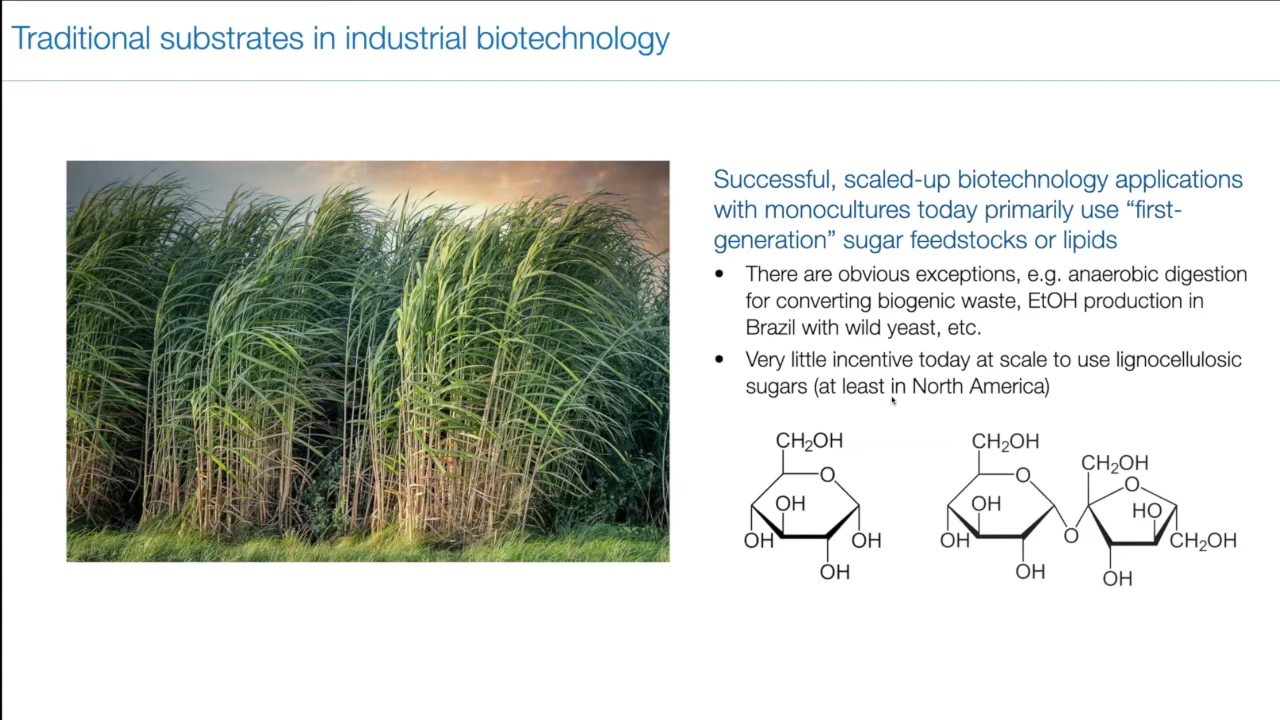 Traditional substrates in industrial biotechnology
Successful, scaled-up biotechnology applications
with monocultures today primarily use “first-
generation” sugar feedstocks or lipids
• There are obvious exceptions, e.g. anaerobic digestion
for converting biogenic waste, EtOH production in
Brazil with wild yeast, etc.
• Very little incentive today at scale to use lignocellulosic
sugars (at least in North America)
CH₂OH
O
OH
OH
OH
OH
CH₂OH
O
OH
OH
OH
O
CH₂OH
O
HO
CH₂OH
OH